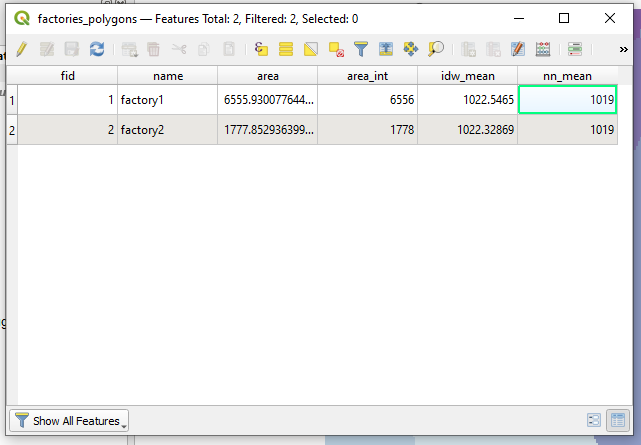 factories_polygons — Features Total: 2, Filtered: 2, Selected: 0
fid name area area_int idw_mean nn_mean
1 1 factory1 6555.930077644... 6556 1022.5465 1019
2 2 factory2 1777.852936399... 1778 1022.32869 1019
Show All Features